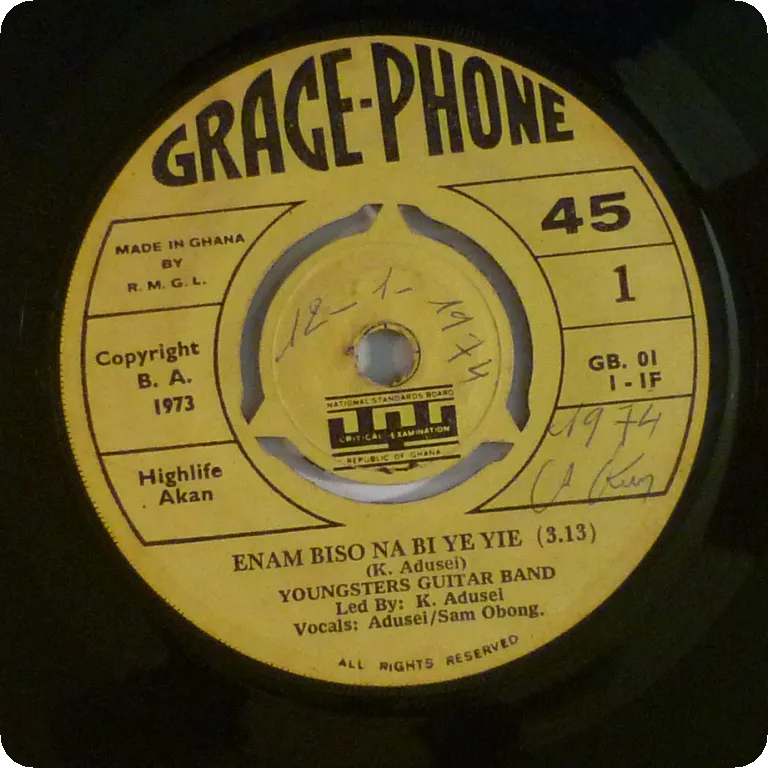 GRACE-PHONE
MADE IN GHANA
BY
R. M. G. L.
45
1
Copyright
B. A.
1973
GB. 01
1 - 1F
12 - 1 - 1974
NATIONAL STANDARDS BOARD
CRITICAL EXAMINATION
REPUBLIC OF GHANA
1974
Highlife
Akan
ENAM BISO NA BI YE YIE (3.13)
(K. Adusei)
YOUNGSTERS GUITAR BAND
Led By: K. Adusei
Vocals: Adusei/Sam Obong.
ALL RIGHTS RESERVED